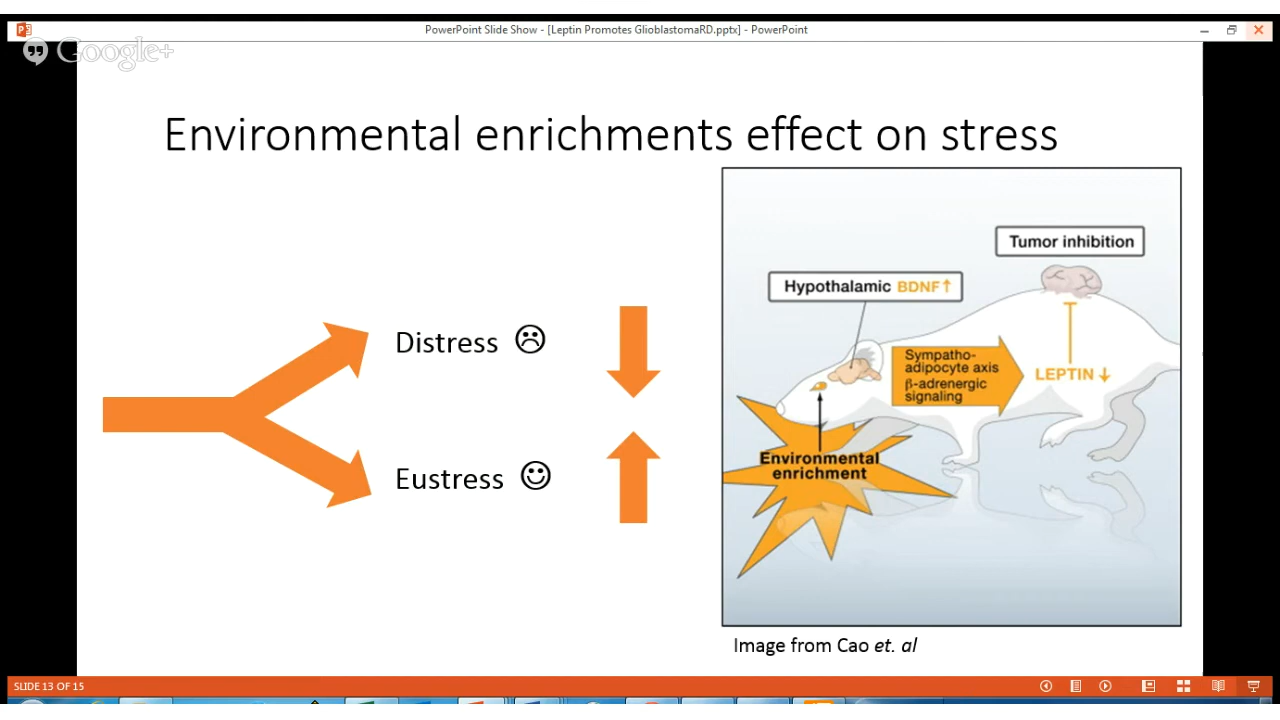 PowerPoint Slide Show - [Leptin Promotes GlioblastomaRD.pptx] - PowerPoint
Google+
Environmental enrichments effect on stress
Distress ☹
Eustress ☺
Tumor inhibition
Hypothalamic BDNF↑
Sympatho-
adipocyte axis
β-adrenergic
signaling
LEPTIN ↓
Environmental
enrichment
Image from Cao et. al
SLIDE 13 OF 15